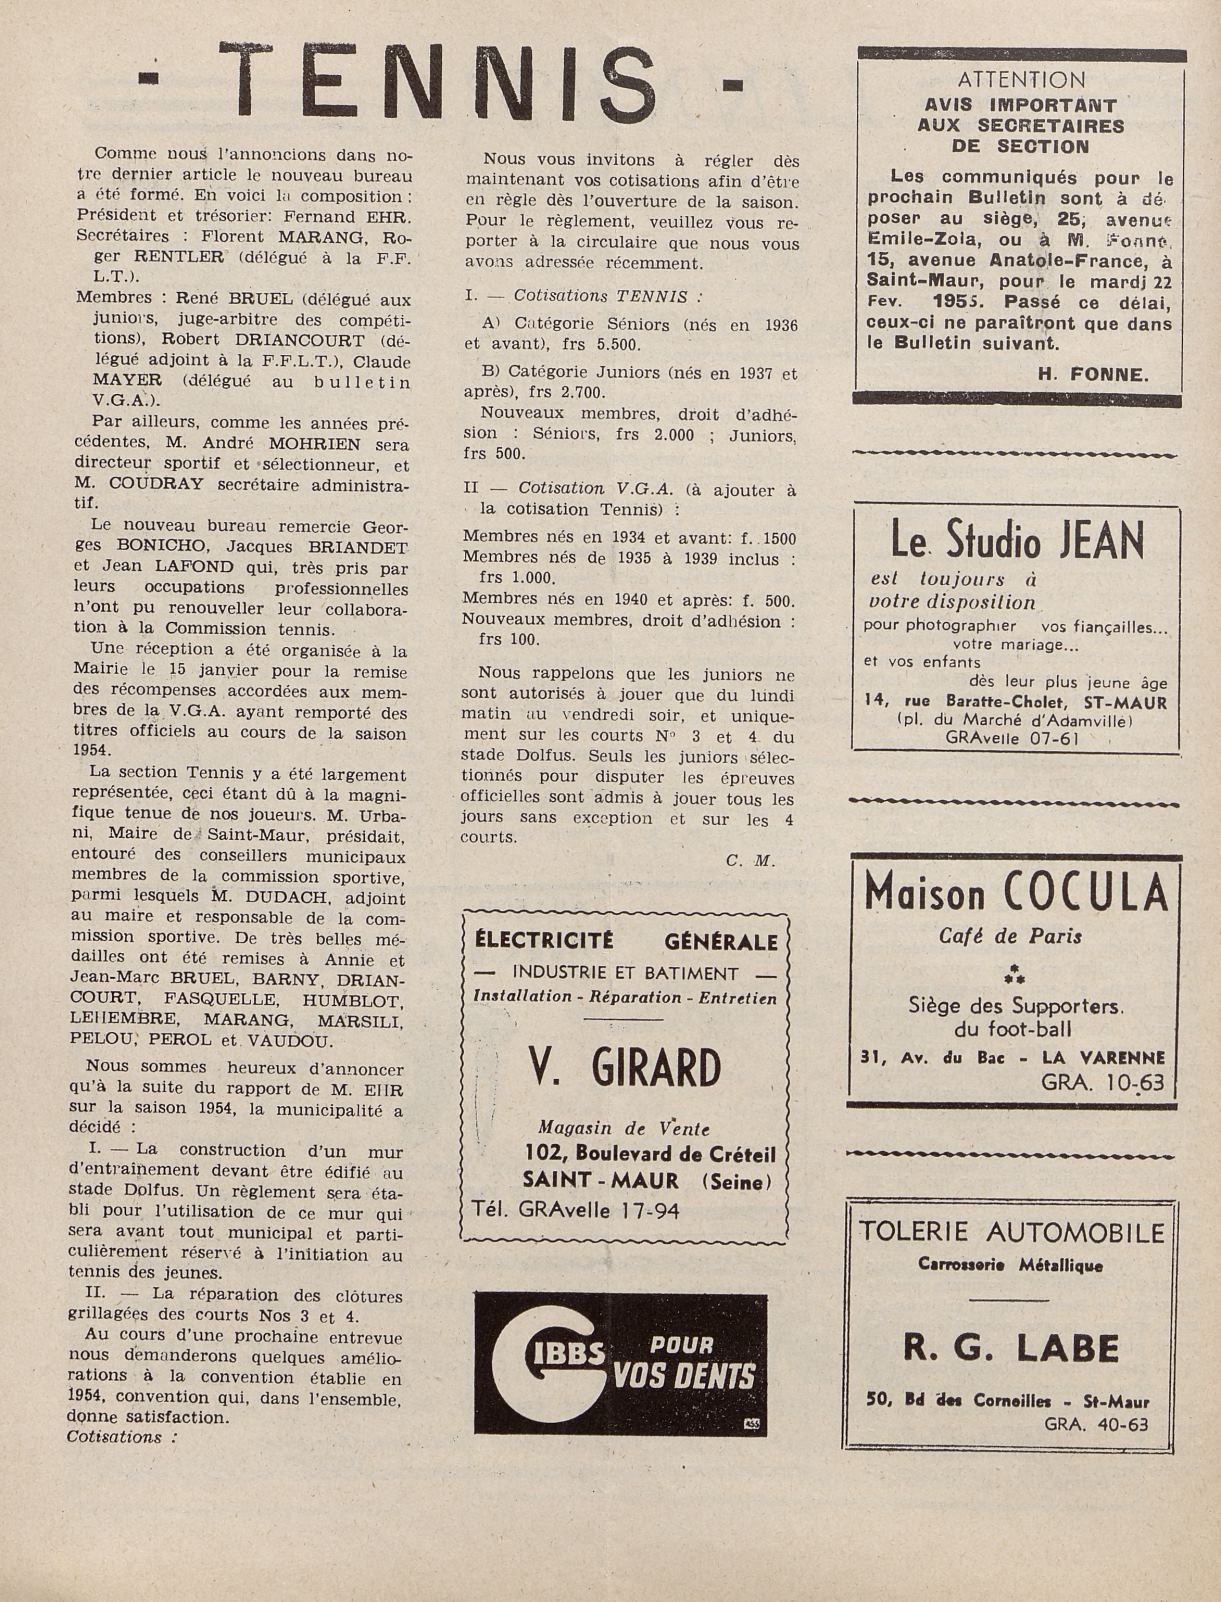 - TENNIS -
Comme nous l'annoncions dans no-
tre dernier article le nouveau bureau
a été formé. En voici la composition :
Président et trésorier: Fernand EHR.
Secrétaires : Florent MARANG, Ro-
ger RENTLER (délégué à la F.F.
L.T.).
Membres : René BRUEL (délégué aux
juniors, juge-arbitre des compéti-
tions), Robert DRIANCOURT (dé-
légué adjoint à la F.F.L.T.), Claude
MAYER (délégué au bulletin
V.G.A.).
Par ailleurs, comme les années pré-
cédentes, M. André MOHRIEN sera
directeur sportif et sélectionneur, et
M. COUDRAY secrétaire administra-
tif.
Le nouveau bureau remercie Geor-
ges BONICHO, Jacques BRIANDET
et Jean LAFOND qui, très pris par
leurs occupations professionnelles
n'ont pu renouveller leur collabora-
tion à la Commission tennis.
Une réception a été organisée à la
Mairie le 15 janvier pour la remise
des récompenses accordées aux mem-
bres de la V.G.A. ayant remporté des
titres officiels au cours de la saison
1954.
La section Tennis y a été largement
représentée, ceci étant dû à la magni-
fique tenue de nos joueurs. M. Urba-
ni, Maire de Saint-Maur, présidait,
entouré des conseillers municipaux
membres de la commission sportive,
parmi lesquels M. DUDACH, adjoint
au maire et responsable de la com-
mission sportive. De très belles mé-
dailles ont été remises à Annie et
Jean-Marc BRUEL, BARNY, DRIAN-
COURT, FASQUELLE, HUMBLOT,
LEHEMBRE, MARANG, MARSILI,
PELOU, PEROL et VAUDOU.
Nous sommes heureux d'annoncer
qu'à la suite du rapport de M. EHR
sur la saison 1954, la municipalité a
décidé :
I. — La construction d'un mur
d'entraînement devant être édifié au
stade Dolfus. Un règlement sera éta-
bli pour l'utilisation de ce mur qui
sera avant tout municipal et parti-
culièrement réservé à l'initiation au
tennis des jeunes.
II. — La réparation des clôtures
grillagées des courts Nos 3 et 4.
Au cours d'une prochaine entrevue
nous demanderons quelques amélio-
rations à la convention établie en
1954, convention qui, dans l'ensemble,
donne satisfaction.
Cotisations :
Nous vous invitons à régler dès
maintenant vos cotisations afin d'être
en règle dès l'ouverture de la saison.
Pour le règlement, veuillez vous re-
porter à la circulaire que nous vous
avons adressée récemment.
I. — Cotisations TENNIS :
A) Catégorie Séniors (nés en 1936
et avant), frs 5.500.
B) Catégorie Juniors (nés en 1937 et
après), frs 2.700.
Nouveaux membres, droit d'adhé-
sion : Séniors, frs 2.000 ; Juniors,
frs 500.
II — Cotisation V.G.A. (à ajouter à
la cotisation Tennis) :
Membres nés en 1934 et avant: f. 1500
Membres nés de 1935 à 1939 inclus :
frs 1.000.
Membres nés en 1940 et après: f. 500.
Nouveaux membres, droit d'adhésion :
frs 100.
Nous rappelons que les juniors ne
sont autorisés à jouer que du lundi
matin au vendredi soir, et unique-
ment sur les courts N° 3 et 4 du
stade Dolfus. Seuls les juniors sélec-
tionnés pour disputer les épreuves
officielles sont admis à jouer tous les
jours sans exception et sur les 4
courts.
C. M.
ÉLECTRICITÉ GÉNÉRALE
— INDUSTRIE ET BATIMENT —
Installation - Réparation - Entretien
V. GIRARD
Magasin de Vente
102, Boulevard de Créteil
SAINT-MAUR (Seine)
Tél. GRAvelle 17-94
GIBBS
POUR
VOS DENTS
ATTENTION
AVIS IMPORTANT
AUX SECRETAIRES
DE SECTION
Les communiqués pour le
prochain Bulletin sont à dé-
poser au siège, 25, avenue
Emile-Zola, ou à M. Fonne,
15, avenue Anatole-France, à
Saint-Maur, pour le mardi 22
Fev. 1955. Passé ce délai,
ceux-ci ne paraîtront que dans
le Bulletin suivant.
H. FONNE.
Le Studio JEAN
est toujours à
votre disposition
pour photographier vos fiançailles...
votre mariage...
et vos enfants
dès leur plus jeune âge
14, rue Baratte-Cholet, ST-MAUR
(pl. du Marché d'Adamville)
GRAvelle 07-61
Maison COCULA
Café de Paris
Siège des Supporters.
du foot-ball
31, Av. du Bac - LA VARENNE
GRA. 10-63
TOLERIE AUTOMOBILE
Carrosserie Métallique
R. G. LABE
50, Bd des Corneilles - St-Maur
GRA. 40-63